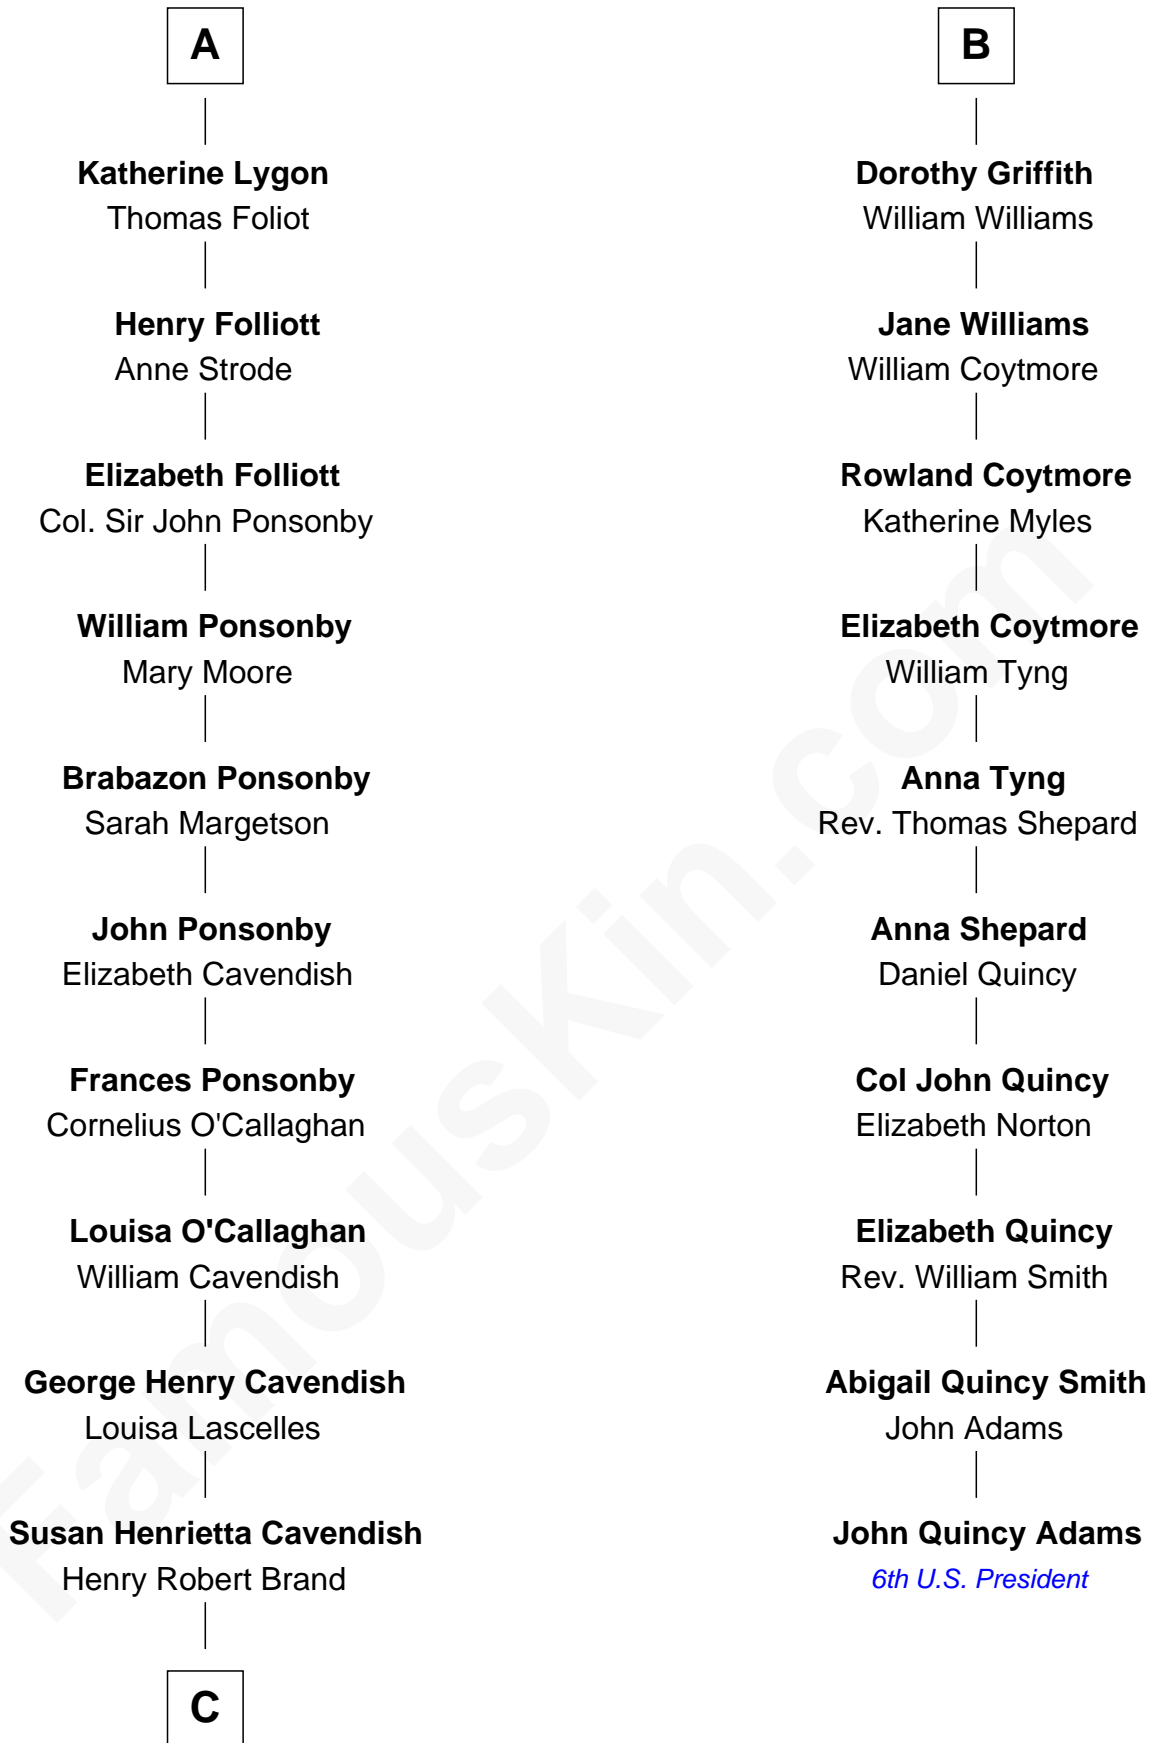 A
Katherine Lygon
Thomas Foliot
Henry Folliott
Anne Strode
Elizabeth Folliott
Col. Sir John Ponsonby
William Ponsonby
Mary Moore
Brabazon Ponsonby
Sarah Margetson
John Ponsonby
Elizabeth Cavendish
Frances Ponsonby
Cornelius O'Callaghan
Louisa O'Callaghan
William Cavendish
George Henry Cavendish
Louisa Lascelles
Susan Henrietta Cavendish
Henry Robert Brand
C
B
Dorothy Griffith
William Williams
Jane Williams
William Coytmore
Rowland Coytmore
Katherine Myles
Elizabeth Coytmore
William Tyng
Anna Tyng
Rev. Thomas Shepard
Anna Shepard
Daniel Quincy
Col John Quincy
Elizabeth Norton
Elizabeth Quincy
Rev. William Smith
Abigail Quincy Smith
John Adams
John Quincy Adams
6th U.S. President
FamousKin.com